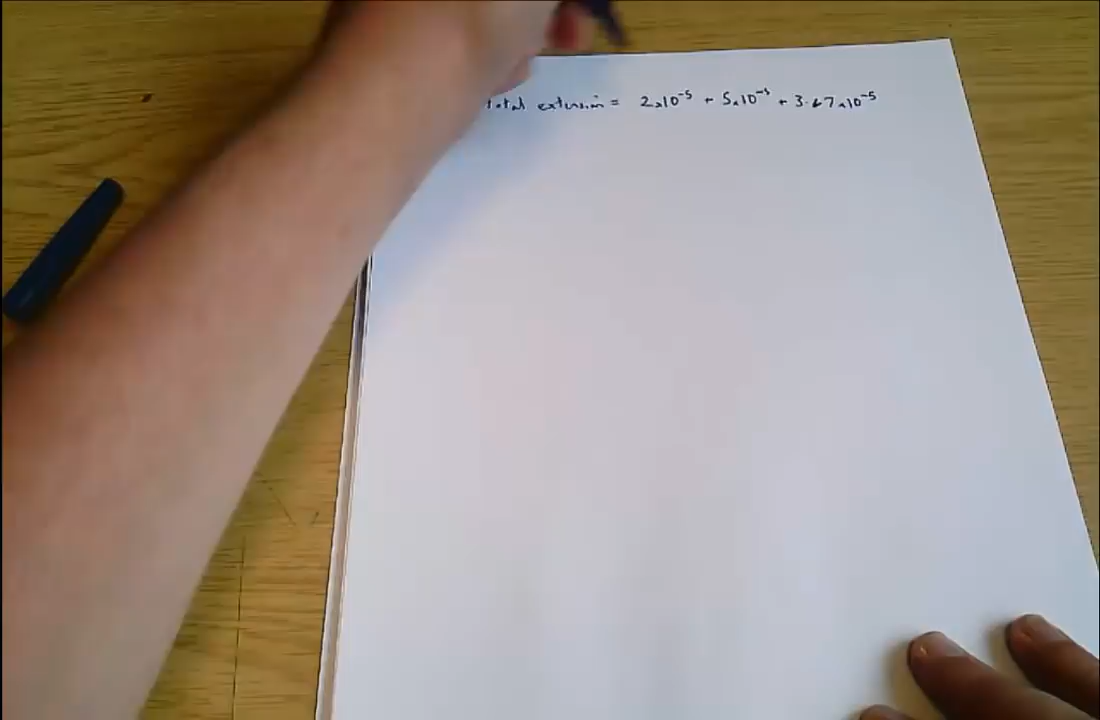 total extension = 2x10⁻⁵ + 5x10⁻⁵ + 3.67x10⁻⁵